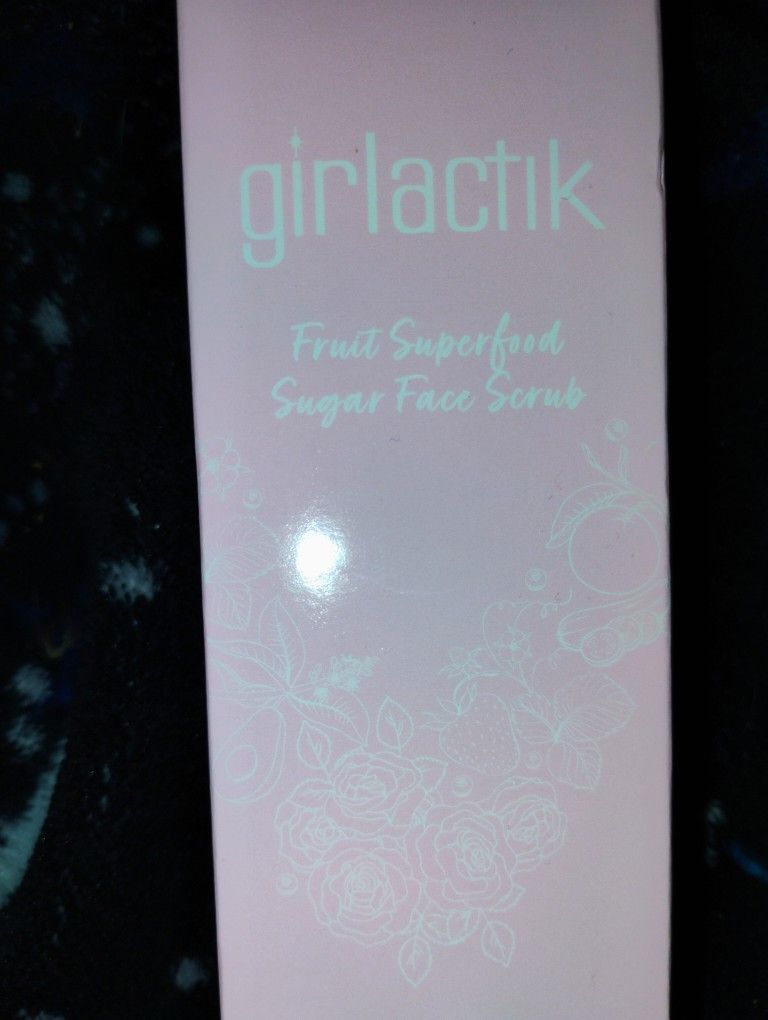 girlactik
Fruit Superfood
Sugar Face Scrub